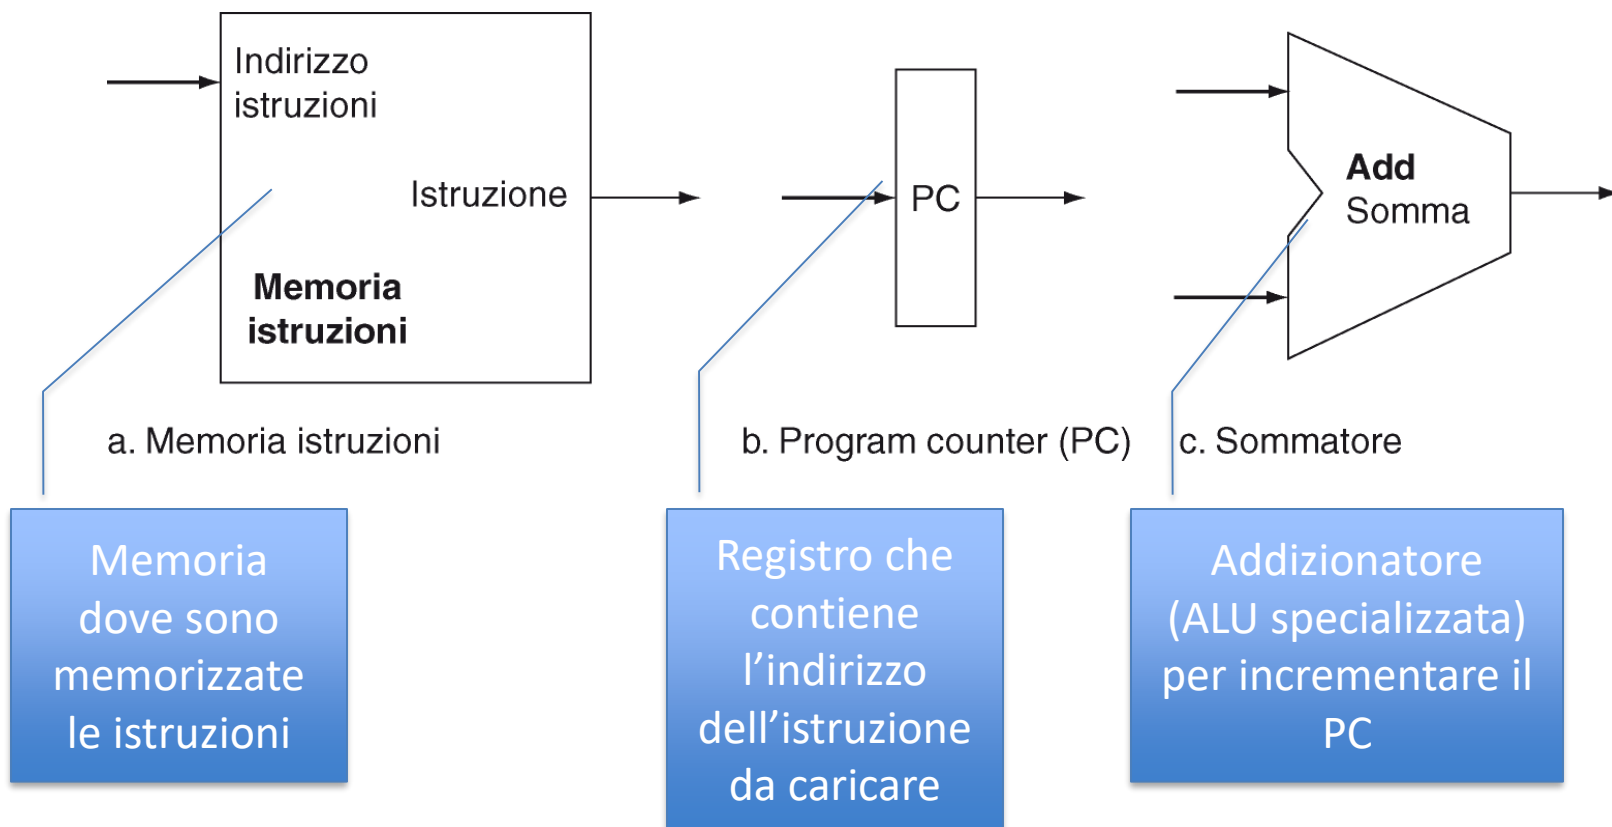 Indirizzo
istruzioni
Istruzione
Memoria
istruzioni
PC
Add
Somma
a. Memoria istruzioni
b. Program counter (PC)
c. Sommatore
Memoria
dove sono
memorizzate
le istruzioni
Registro che
contiene
l’indirizzo
dell’istruzione
da caricare
Addizionatore
(ALU specializzata)
per incrementare il
PC